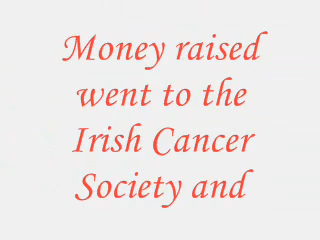 Money raised
went to the
Irish Cancer
Society and